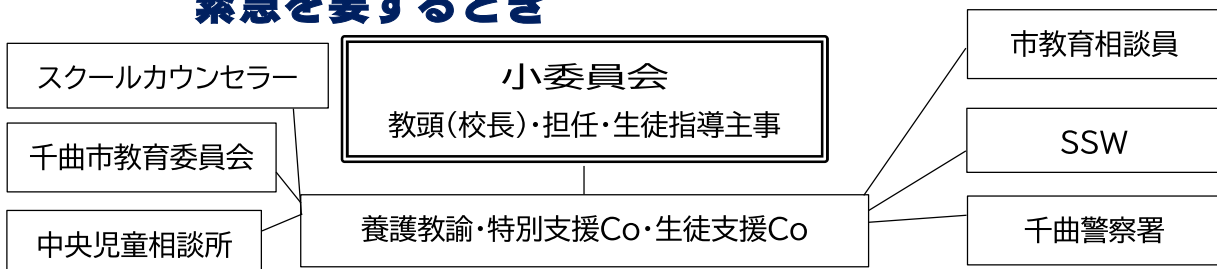 緊急を要するとき
スクールカウンセラー
小委員会
教頭(校長)・担任・生徒指導主事
市教育相談員
千曲市教育委員会
SSW
中央児童相談所
養護教諭・特別支援Co・生徒支援Co
千曲警察署